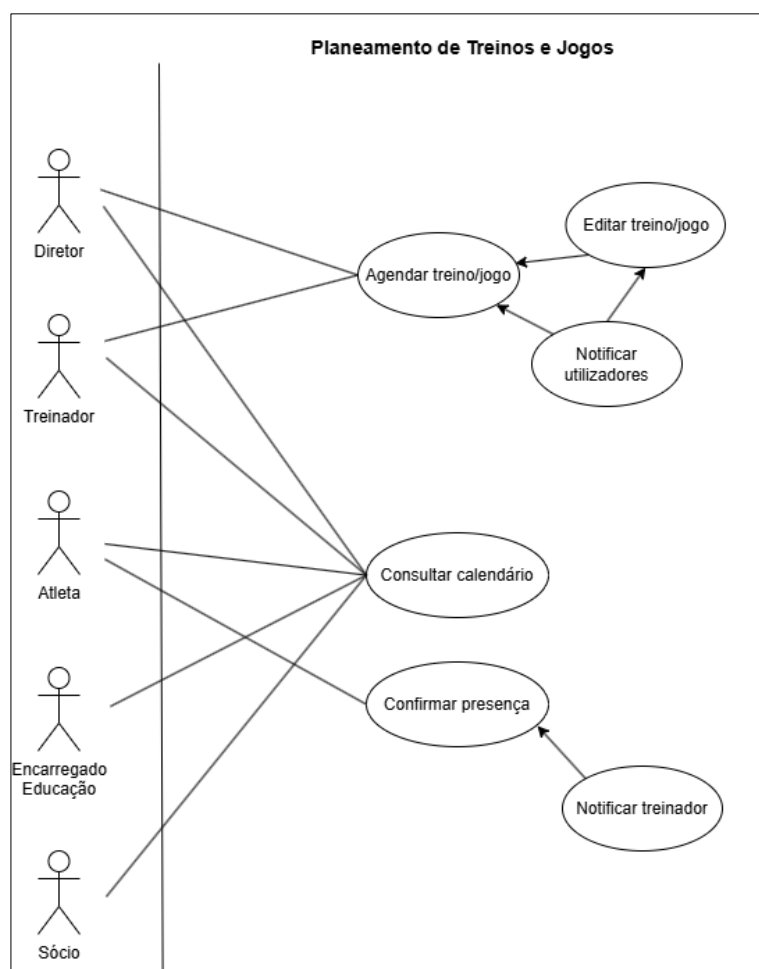 Planeamento de Treinos e Jogos
Diretor
Editar treino/jogo
Agendar treino/jogo
Notificar
utilizadores
Treinador
Consultar calendário
Atleta
Confirmar presença
Encarregado
Educação
Notificar treinador
Sócio